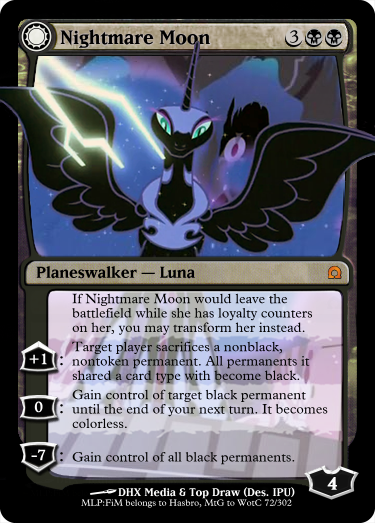 Nightmare Moon 3
Planeswalker — Luna
If Nightmare Moon would leave the
battlefield while she has loyalty counters
on her, you may transform her instead.
Target player sacrifices a nonblack,
nontoken permanent. All permanents it
+1: shared a card type with become black.
Gain control of target black permanent
0: until the end of your next turn. It becomes
colorless.
-7: Gain control of all black permanents.
4
DHX Media & Top Draw (Des. IPU)
MLP:FiM belongs to Hasbro, MtG to WotC 72/302